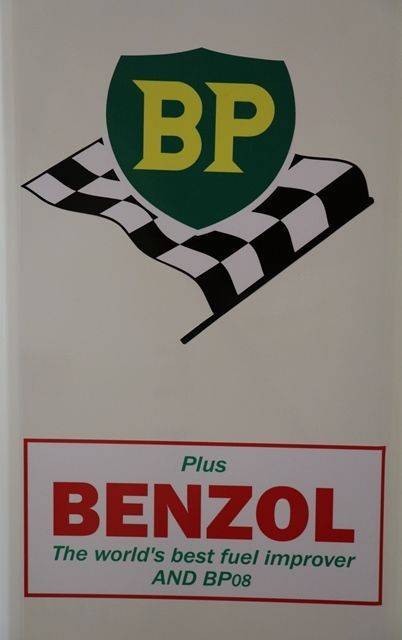 BP
Plus
BENZOL
The world's best fuel improver
AND BP08